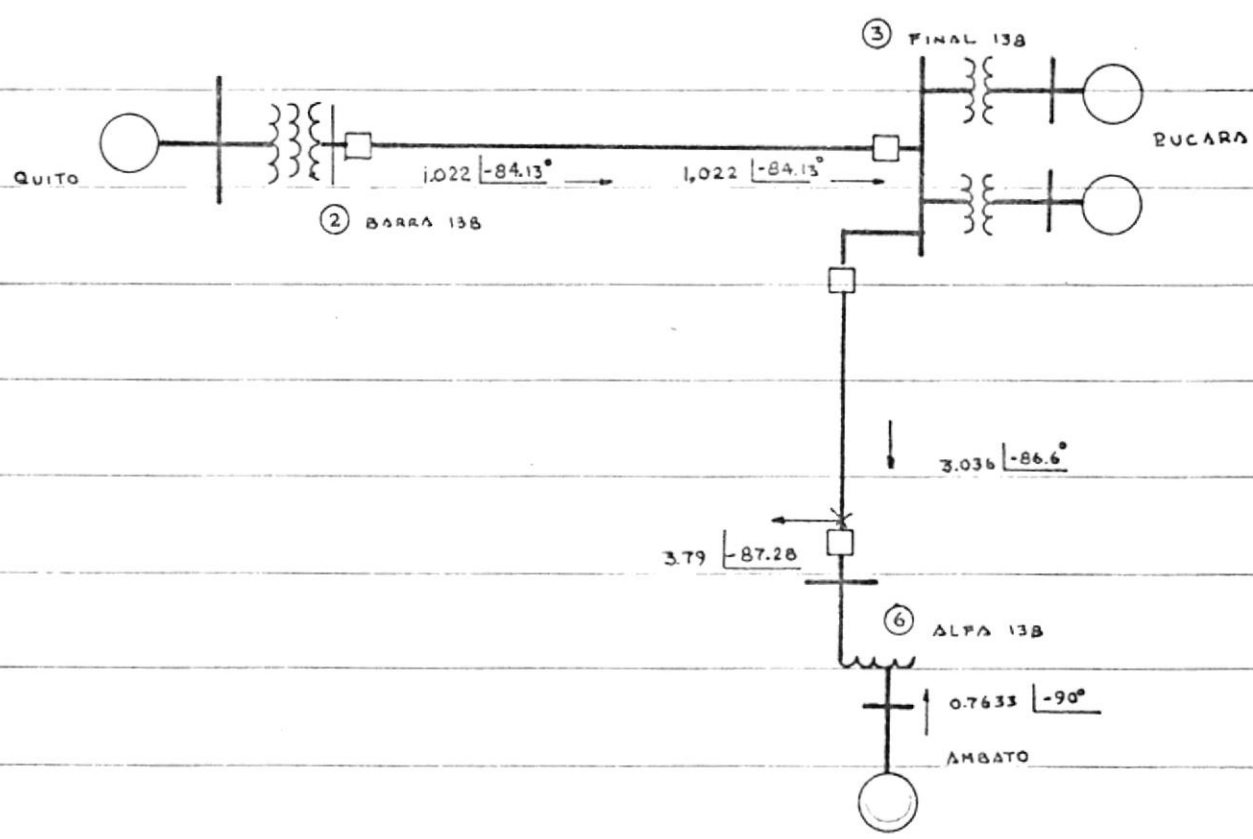 ③ FINAL 138
PUCARA
QUITO
1.022 |-84.13°
1,022 |-84.13°
② BARRA 138
3.036 |-86.6°
3.79 |-87.28
⑥ ALFA 138
0.7633 |-90°
AMBATO